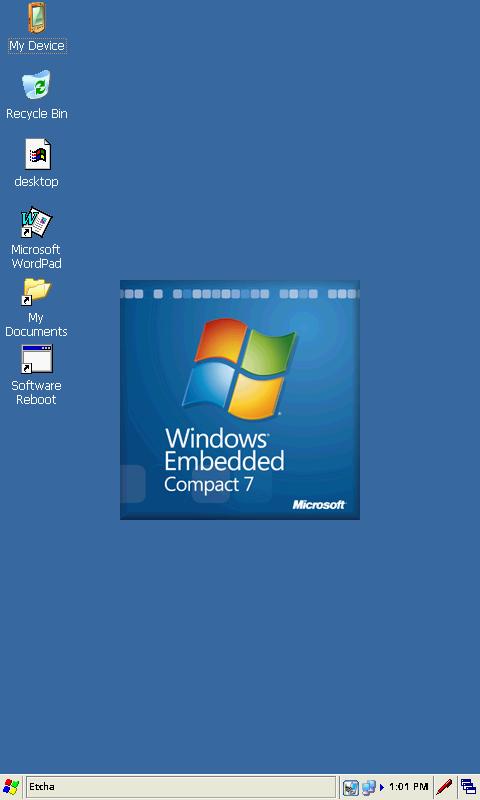 My Device
Recycle Bin
desktop
Microsoft
WordPad
My
Documents
Software
Reboot
Windows
Embedded
Compact 7
Microsoft
Etcha
1:01 PM